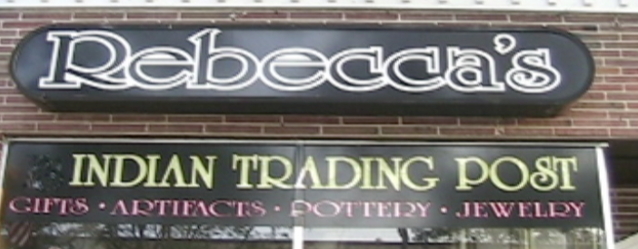 Rebecca's
INDIAN TRADING POST
GIFTS • ARTIFACTS • POTTERY • JEWELRY